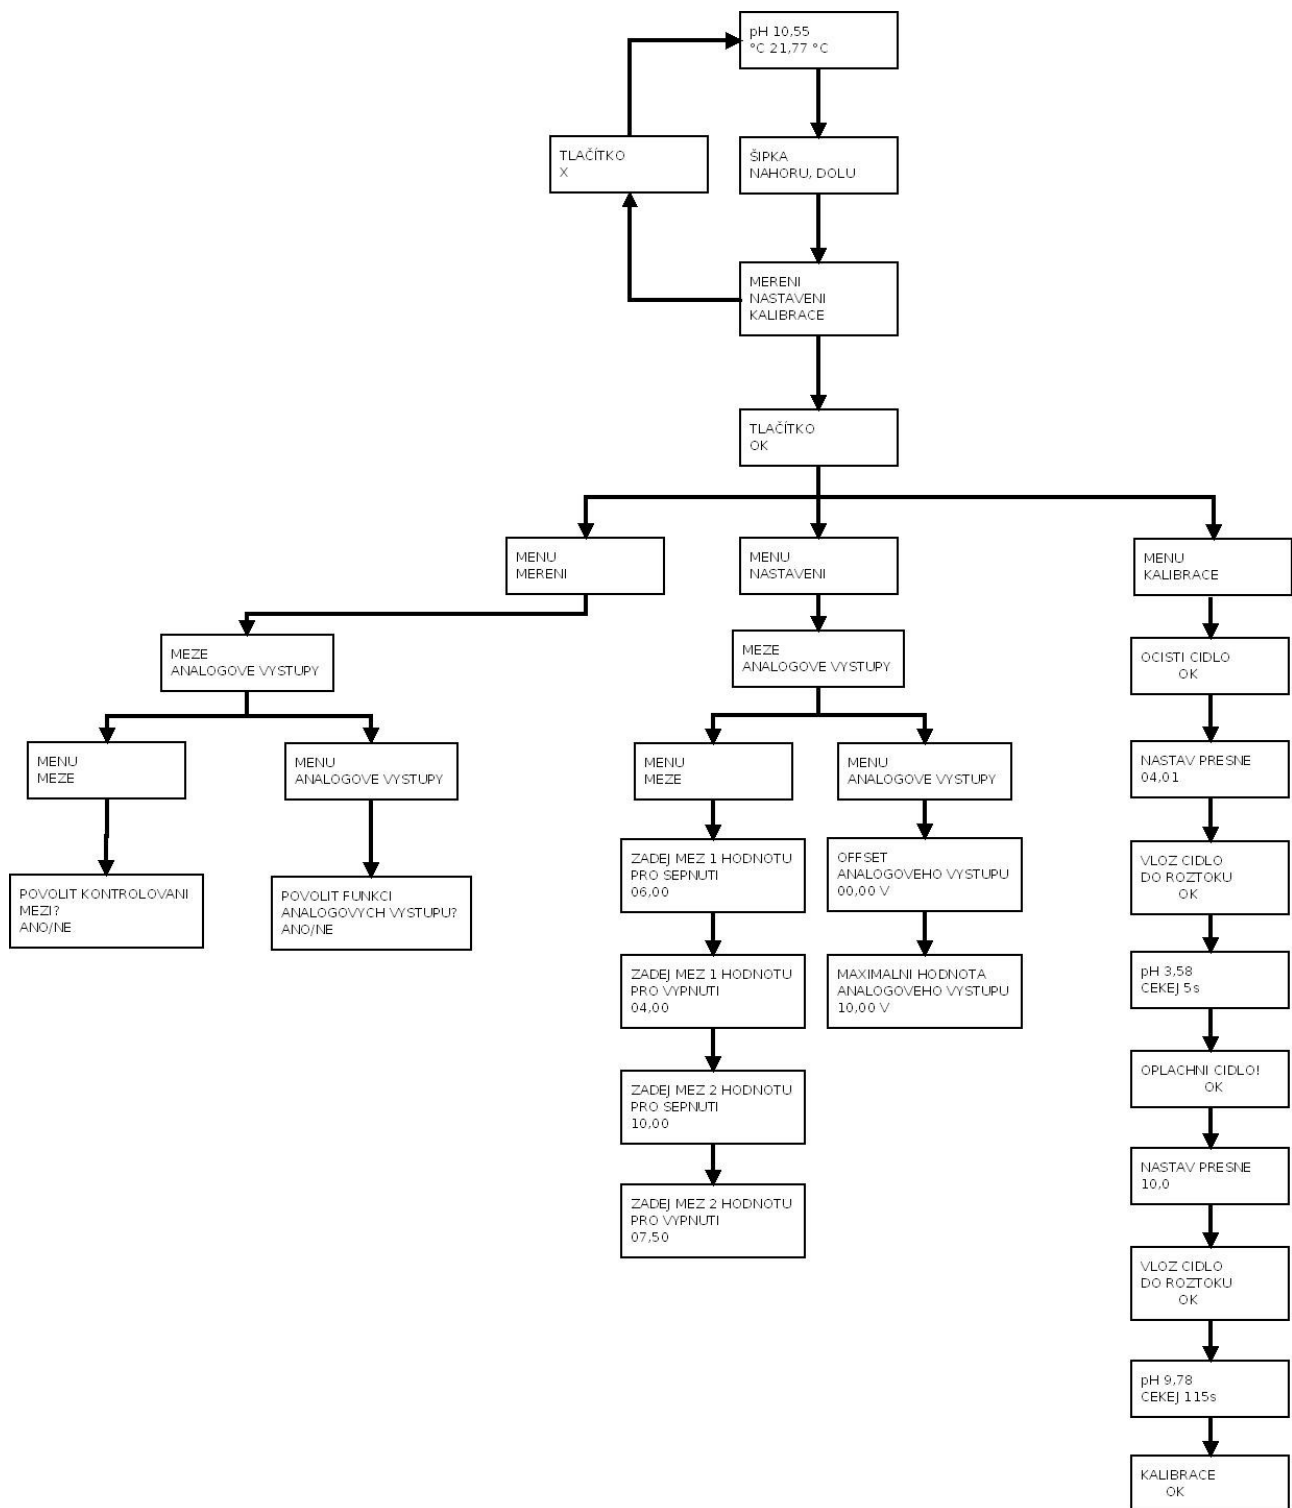 pH 10,55
°C 21,77 °C
TLAČÍTKO
X
ŠIPKA
NAHORU, DOLU
MERENI
NASTAVENI
KALIBRACE
TLAČÍTKO
OK
MENU
MERENI
MENU
NASTAVENI
MENU
KALIBRACE
MEZE
ANALOGOVE VYSTUPY
MENU
MEZE
MENU
ANALOGOVE VYSTUPY
POVOLIT KONTROLOVANI
MEZI?
ANO/NE
POVOLIT FUNKCI
ANALOGOVYCH VYSTUPU?
ANO/NE
MEZE
ANALOGOVE VYSTUPY
MENU
MEZE
MENU
ANALOGOVE VYSTUPY
ZADEJ MEZ 1 HODNOTU
PRO SEPNUTI
06,00
ZADEJ MEZ 1 HODNOTU
PRO VYPNUTI
04,00
ZADEJ MEZ 2 HODNOTU
PRO SEPNUTI
10,00
ZADEJ MEZ 2 HODNOTU
PRO VYPNUTI
07,50
OFFSET
ANALOGOVEHO VYSTUPU
00,00 V
MAXIMALNI HODNOTA
ANALOGOVEHO VYSTUPU
10,00 V
OCISTI CIDLO
OK
NASTAV PRESNE
04,01
VLOZ CIDLO
DO ROZTOKU
OK
pH 3,58
CEKEJ 5s
OPLACHNI CIDLO!
OK
NASTAV PRESNE
10,0
VLOZ CIDLO
DO ROZTOKU
OK
pH 9,78
CEKEJ 115s
KALIBRACE
OK